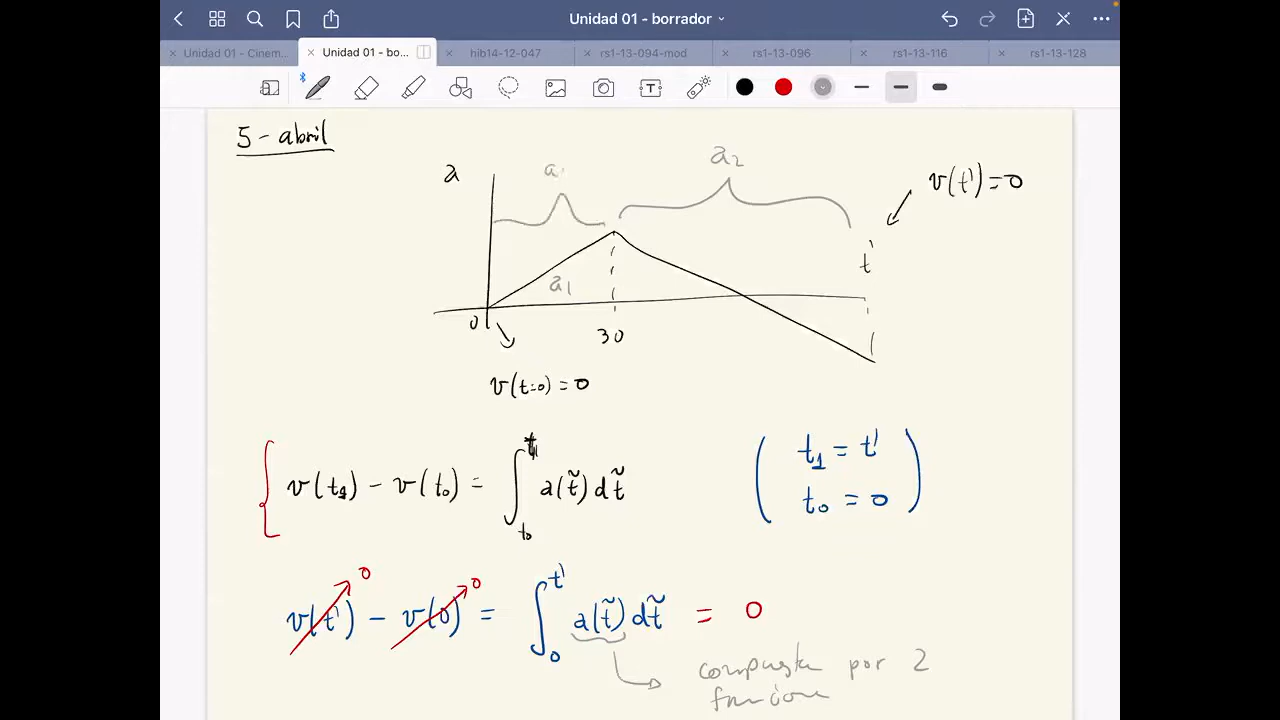 Unidad 01 - borrador
Unidad 01 - Cinem...
Unidad 01 - bo...
hib14-12-047
rs1-13-094-mod
rs1-13-096
rs1-13-116
rs1-13-128
5 - abril
a
a1
a2
v(t')=0
t'
a1
0
30
v(t=0) = 0
v(t1) - v(t0) = ∫ t0 a(t̃) dt̃
( t1 = t'
t0 = 0 )
v(t') 0 - v(0) 0 = ∫ 0 t' a(t̃) dt̃ = 0
compuesta por 2
funcione